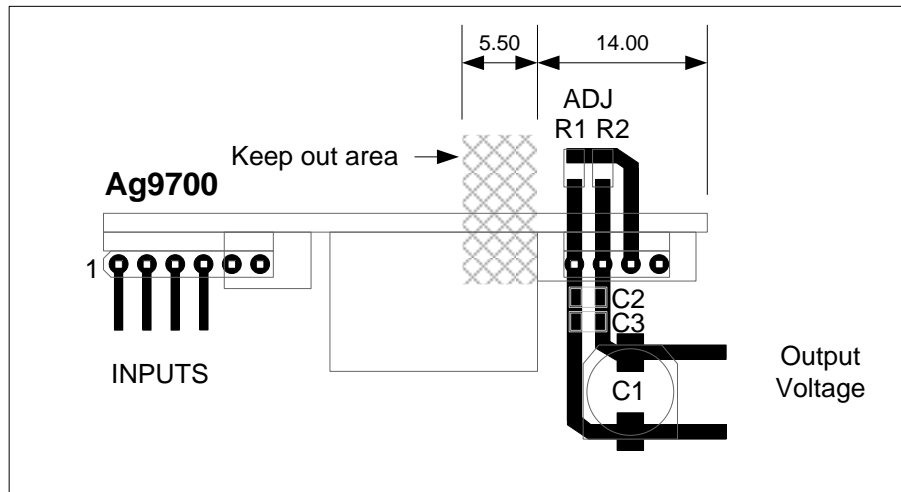 5.50 14.00
ADJ
R1 R2
Keep out area
Ag9700
1
C2
C3
INPUTS
Output
Voltage
C1